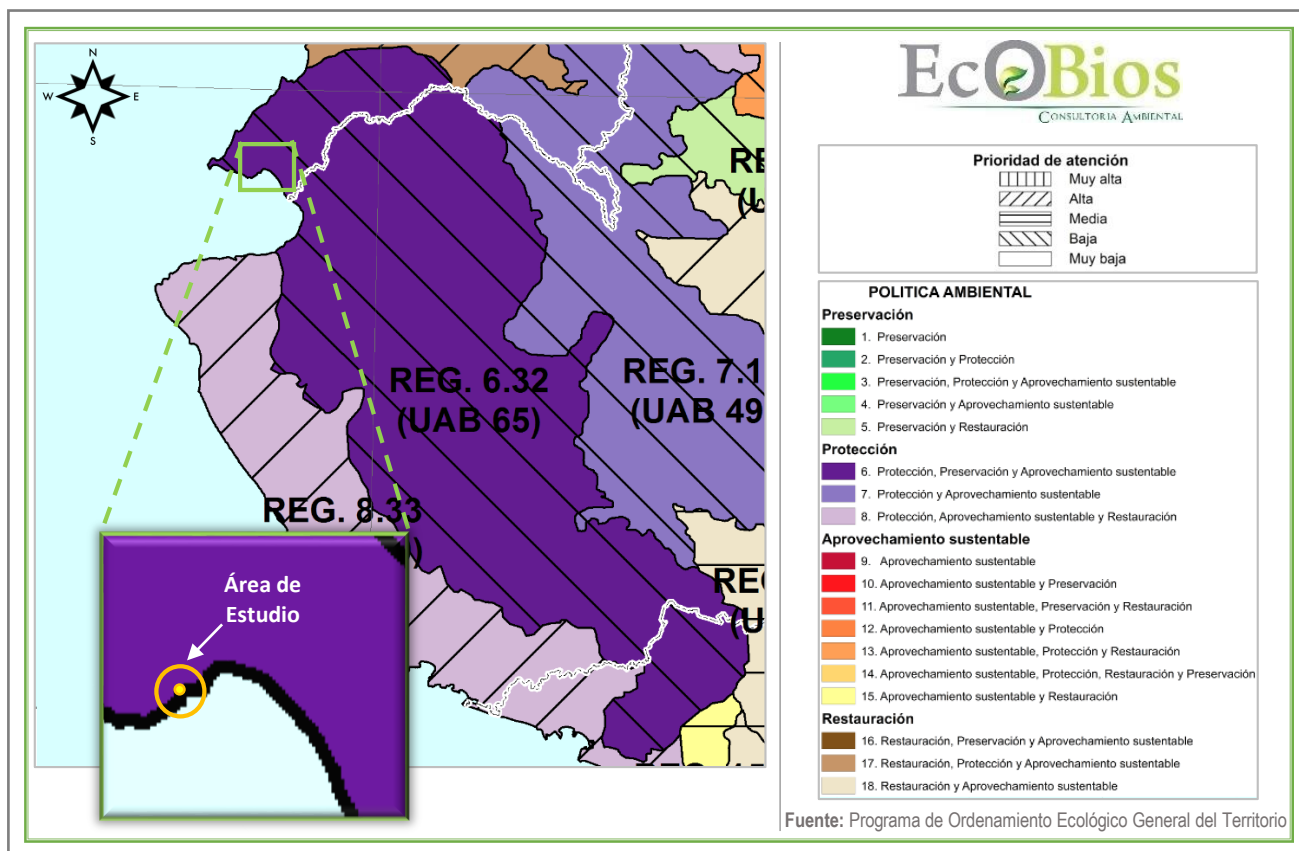 N
W
E
S
REG. 6.32
(UAB 65)
REG. 7.1
(UAB 49
REG. 8.33
)
RE
(U
REG
(U
Área de
Estudio
EcOBios
CONSULTORIA AMBIENTAL
Prioridad de atención
Muy alta
Alta
Media
Baja
Muy baja
POLITICA AMBIENTAL
Preservación
1. Preservación
2. Preservación y Protección
3. Preservación, Protección y Aprovechamiento sustentable
4. Preservación y Aprovechamiento sustentable
5. Preservación y Restauración
Protección
6. Protección, Preservación y Aprovechamiento sustentable
7. Protección y Aprovechamiento sustentable
8. Protección, Aprovechamiento sustentable y Restauración
Aprovechamiento sustentable
9. Aprovechamiento sustentable
10. Aprovechamiento sustentable y Preservación
11. Aprovechamiento sustentable, Preservación y Restauración
12. Aprovechamiento sustentable y Protección
13. Aprovechamiento sustentable, Protección y Restauración
14. Aprovechamiento sustentable, Protección, Restauración y Preservación
15. Aprovechamiento sustentable y Restauración
Restauración
16. Restauración, Preservación y Aprovechamiento sustentable
17. Restauración, Protección y Aprovechamiento sustentable
18. Restauración y Aprovechamiento sustentable
Fuente: Programa de Ordenamiento Ecológico General del Territorio